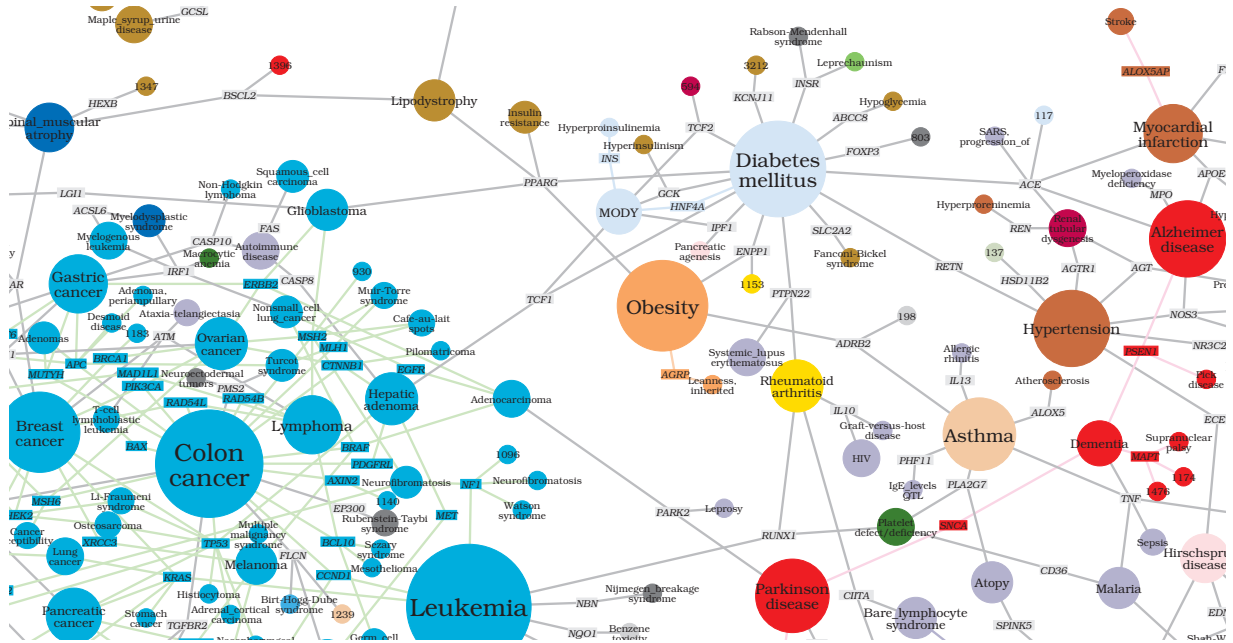 Maple_syrup_urine
disease
GCSL
1396
1347
HEXB
BSCL2
atrophy
Lipodystrophy
Insulin
resistance
Rabson-Mendenhall
syndrome
3212
Leprechaunism
INSR
594
KCNJ11
Hypoglycemia
ABCC8
803
FOXP3
TCF2
Hyperproinsulinemia
Hyperinsulinism
INS
Diabetes
mellitus
GCK
HNF4A
MODY
IPF1
PPARG
Stroke
ALOX5AP
Myocardial
infarction
117
SARS,
progression_of
ACE
Myeloperoxidase
deficiency
APOE
MPO
Hyperproreninemia
REN
Renal
tubular
dysgenesis
Alzheimer
disease
137
HSD11B2
AGTR1
AGT
RETN
LGI1
Squamous_cell
carcinoma
Non-Hodgkin
lymphoma
ACSL6
Myelodysplastic
syndrome
Glioblastoma
Myelogenous
leukemia
FAS
CASP10
Autoimmune
disease
Macrocytic
anemia
IRF1
CASP8
930
Gastric
cancer
ERBB2
Muir-Torre
syndrome
Adenoma,
periampullary
Ataxia-telangiectasia
Nonsmall_cell
lung_cancer
Cafe-au-lait
spots
Desmoid
disease
1183
Adenomas
ATM
Ovarian
cancer
MSH2
MLH1
Pilomatricoma
BRCA1
APC
MUTYH
MAD1L1
PIK3CA
Neuroectodermal
tumors
PMS2
Turcot
syndrome
CTNNB1
EGFR
RAD54L
RAD54B
Hepatic
adenoma
Adenocarcinoma
TCF1
Pancreatic
agenesis
ENPP1
SLC2A2
Fanconi-Bickel
syndrome
1153
PTPN22
Obesity
198
ADRB2
Systemic_lupus
erythematosus
AGRP
Leanness,
inherited
Rheumatoid
arthritis
Allergic
rhinitis
IL13
Hypertension
NOS3
NR3C2
PSEN1
Pick
disease
Atherosclerosis
ALOX5
Breast
cancer
T-cell
lymphoblastic
leukemia
BAX
Lymphoma
Colon
cancer
BRAF
PDGFRL
AXIN2
Neurofibromatosis
1096
NF1
Neurofibromatosis
Watson
syndrome
IL10
Graft-versus-host
disease
HIV
PHF11
IgE_levels
QTL
PLA2G7
Asthma
Dementia
ECE
Supranuclear
palsy
MAPT
1174
1476
TNF
MSH6
Li-Fraumeni
syndrome
Osteosarcoma
XRCC3
Cancer
Lung
cancer
TP53
Multiple
malignancy
syndrome
EP300
1140
Rubenstein-Taybi
syndrome
MET
BCL10
Sezary
syndrome
Mesothelioma
FLCN
Melanoma
CCND1
KRAS
Histiocytoma
Birt-Hogg-Dube
syndrome
1239
Pancreatic
cancer
Stomach
cancer
Adrenal_cortical
carcinoma
TGFBR2
Leukemia
PARK2
Leprosy
RUNX1
Platelet
defect/deficiency
SNCA
Sepsis
Hirschspru
disease
CD36
Malaria
Atopy
Parkinson
disease
CIITA
Bare_lymphocyte
syndrome
SPINK5
Nijmegen_breakage
syndrome
NBN
NQO1
Benzene
toxicity